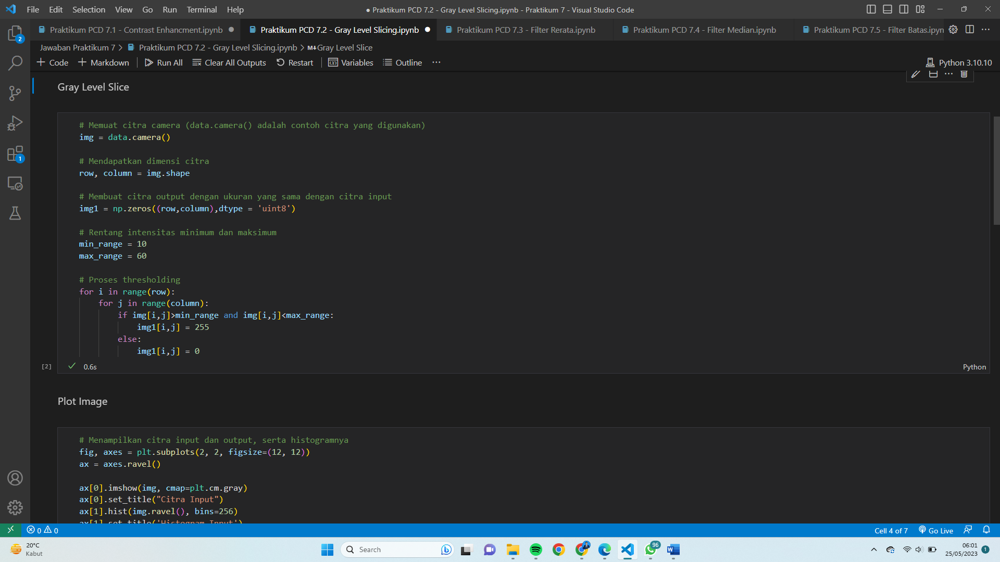 File Edit Selection View Go Run Terminal Help
● Praktikum PCD 7.2 - Gray Level Slicing.ipynb - Praktikum 7 - Visual Studio Code
Praktikum PCD 7.1 - Contrast Enhancment.ipynb
Praktikum PCD 7.2 - Gray Level Slicing.ipynb
Praktikum PCD 7.3 - Filter Rerata.ipynb
Praktikum PCD 7.4 - Filter Median.ipynb
Praktikum PCD 7.5 - Filter Batas.ipyn
2
Jawaban Praktikum 7 > Praktikum PCD 7.2 - Gray Level Slicing.ipynb > M↓Gray Level Slice
+ Code + Markdown Run All Clear All Outputs Restart Variables Outline ...
Python 3.10.10
Gray Level Slice
# Memuat citra camera (data.camera() adalah contoh citra yang digunakan)
img = data.camera()
# Mendapatkan dimensi citra
row, column = img.shape
# Membuat citra output dengan ukuran yang sama dengan citra input
img1 = np.zeros((row,column),dtype = 'uint8')
# Rentang intensitas minimum dan maksimum
min_range = 10
max_range = 60
# Proses thresholding
for i in range(row):
for j in range(column):
if img[i,j]>min_range and img[i,j]<max_range:
img1[i,j] = 255
else:
img1[i,j] = 0
[2] ✓ 0.6s
Python
1
Plot Image
# Menampilkan citra input dan output, serta histogramnya
fig, axes = plt.subplots(2, 2, figsize=(12, 12))
ax = axes.ravel()
ax[0].imshow(img, cmap=plt.cm.gray)
ax[0].set_title("Citra Input")
ax[1].hist(img.ravel(), bins=256)
ax[1].set_title('Histogram Input')
0 0
Cell 4 of 7 Go Live
20°C
Kabut
Search
96
06:01
25/05/2023
1